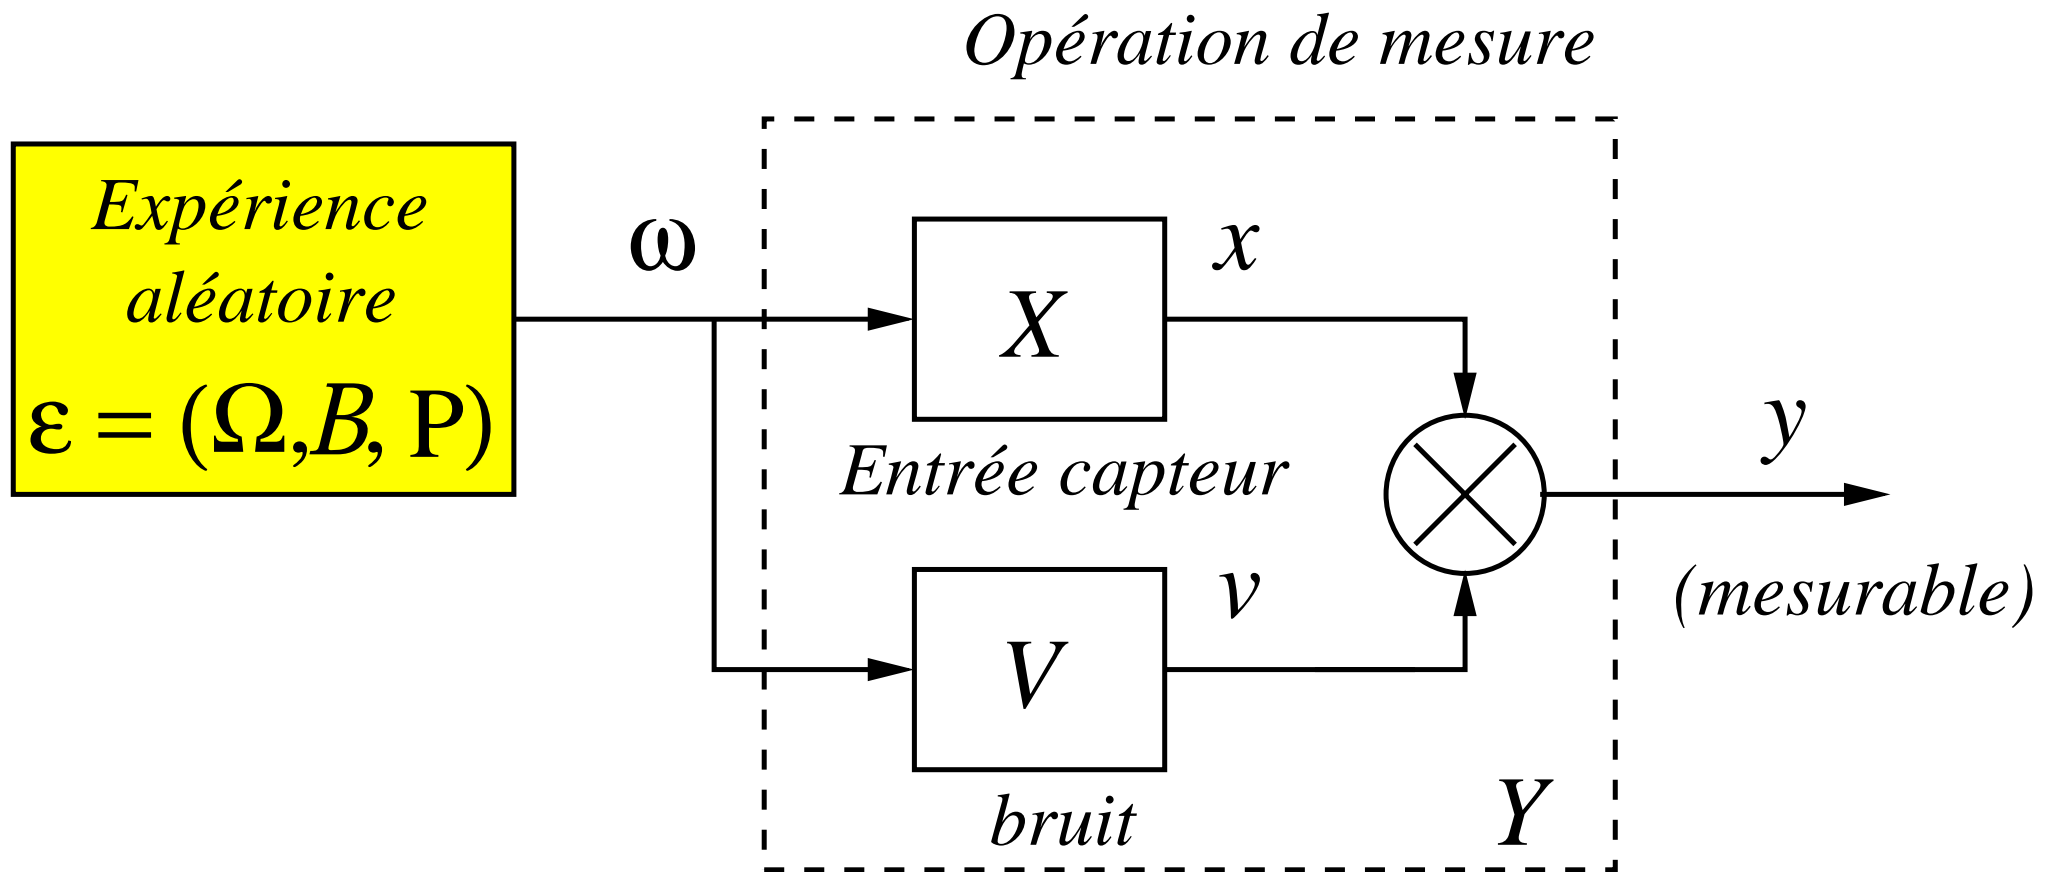 Opération de mesure
Expérience
aléatoire
ε = (Ω,B, P)
ω
X
x
Entrée capteur
y
(mesurable)
V
v
bruit
Y